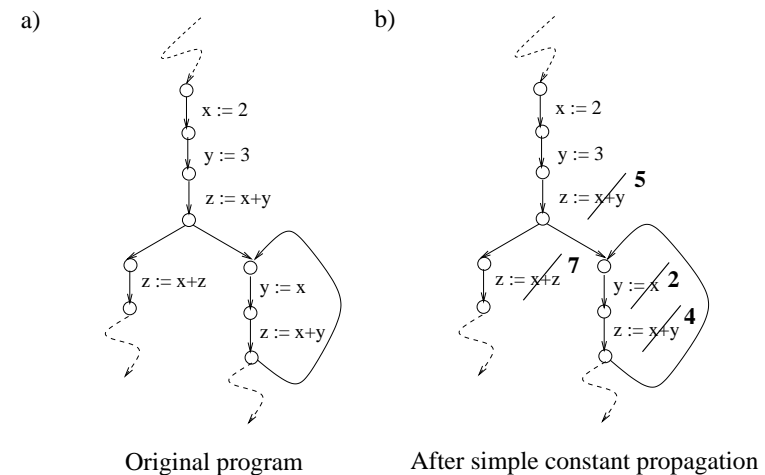 a)
x := 2
y := 3
z := x+y
z := x+z
y := x
z := x+y
Original program
b)
x := 2
y := 3
z := x+y 5
z := x+z 7
y := x 2
z := x+y 4
After simple constant propagation